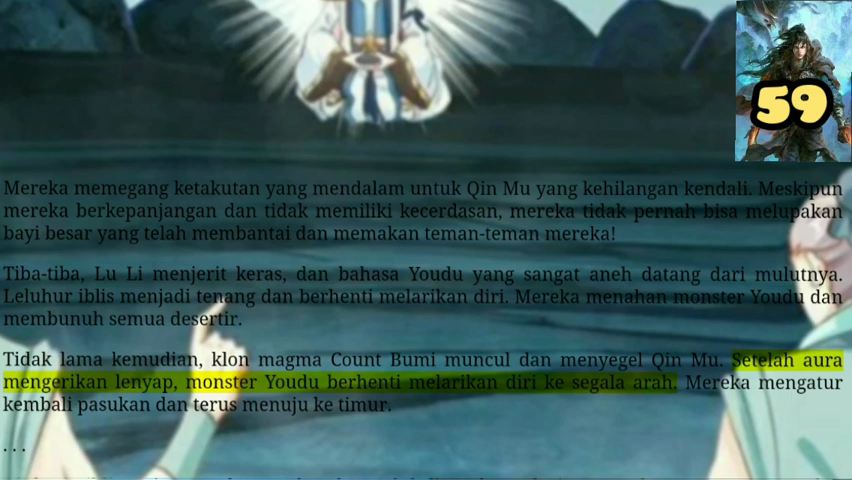 59
Mereka memegang ketakutan yang mendalam untuk Qin Mu yang kehilangan kendali. Meskipun
mereka berkepanjangan dan tidak memiliki kecerdasan, mereka tidak pernah bisa melupakan
bayi besar yang telah membantai dan memakan teman-teman mereka!
Tiba-tiba, Lu Li menjerit keras, dan bahasa Youdu yang sangat aneh datang dari mulutnya.
Leluhur iblis menjadi tenang dan berhenti melarikan diri. Mereka menahan monster Youdu dan
membunuh semua desertir.
Tidak lama kemudian, klon magma Count Bumi muncul dan menyegel Qin Mu. Setelah aura
mengerikan lenyap, monster Youdu berhenti melarikan diri ke segala arah. Mereka mengatur
kembali pasukan dan terus menuju ke timur.
. . .